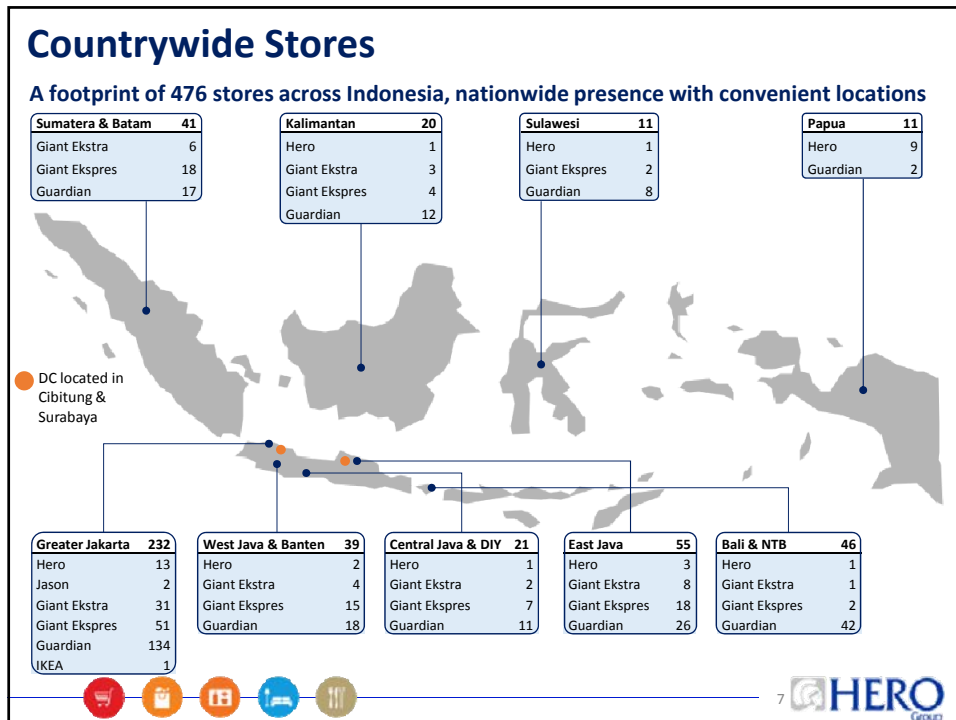 Countrywide Stores
A footprint of 476 stores across Indonesia, nationwide presence with convenient locations
Sumatera & Batam 41
Giant Ekstra 6
Giant Ekspres 18
Guardian 17
Kalimantan 20
Hero 1
Giant Ekstra 3
Giant Ekspres 4
Guardian 12
Sulawesi 11
Hero 1
Giant Ekspres 2
Guardian 8
Papua 11
Hero 9
Guardian 2
DC located in
Cibitung &
Surabaya
Greater Jakarta 232
Hero 13
Jason 2
Giant Ekstra 31
Giant Ekspres 51
Guardian 134
IKEA 1
West Java & Banten 39
Hero 2
Giant Ekstra 4
Giant Ekspres 15
Guardian 18
Central Java & DIY 21
Hero 1
Giant Ekstra 2
Giant Ekspres 7
Guardian 11
East Java 55
Hero 3
Giant Ekstra 8
Giant Ekspres 18
Guardian 26
Bali & NTB 46
Hero 1
Giant Ekstra 1
Giant Ekspres 2
Guardian 42
7
HERO
Group